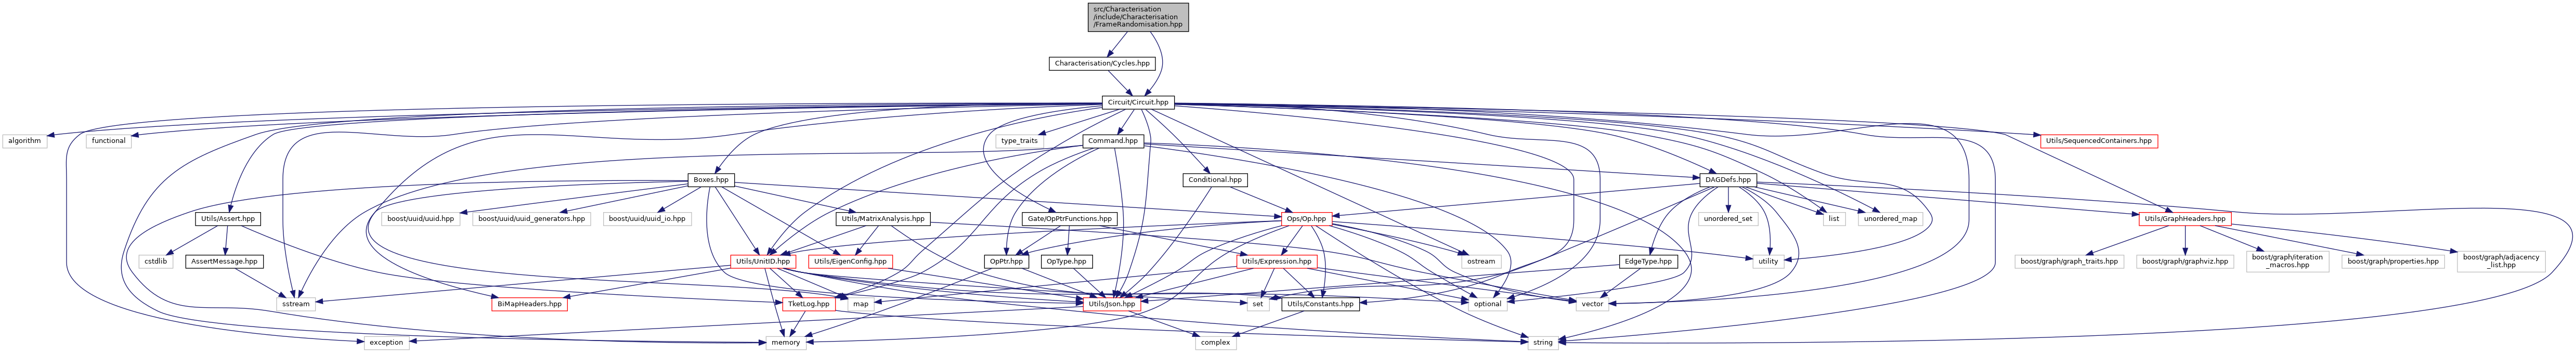 src/Characterisation
/include/Characterisation
/FrameRandomisation.hpp
Characterisation/Cycles.hpp
Circuit/Circuit.hpp
algorithm
functional
type_traits
Command.hpp
Utils/SequencedContainers.hpp
Boxes.hpp
Conditional.hpp
DAGDefs.hpp
Utils/Assert.hpp
boost/uuid/uuid.hpp
boost/uuid/uuid_generators.hpp
boost/uuid/uuid_io.hpp
Utils/MatrixAnalysis.hpp
Gate/OpPtrFunctions.hpp
Ops/Op.hpp
unordered_set
list
unordered_map
Utils/GraphHeaders.hpp
cstdlib
AssertMessage.hpp
Utils/UnitID.hpp
Utils/EigenConfig.hpp
OpPtr.hpp
OpType.hpp
Utils/Expression.hpp
ostream
EdgeType.hpp
utility
boost/graph/graph_traits.hpp
boost/graph/graphviz.hpp
boost/graph/iteration
_macros.hpp
boost/graph/properties.hpp
boost/graph/adjacency
_list.hpp
sstream
BiMapHeaders.hpp
TketLog.hpp
map
Utils/Json.hpp
set
Utils/Constants.hpp
optional
vector
exception
memory
complex
string